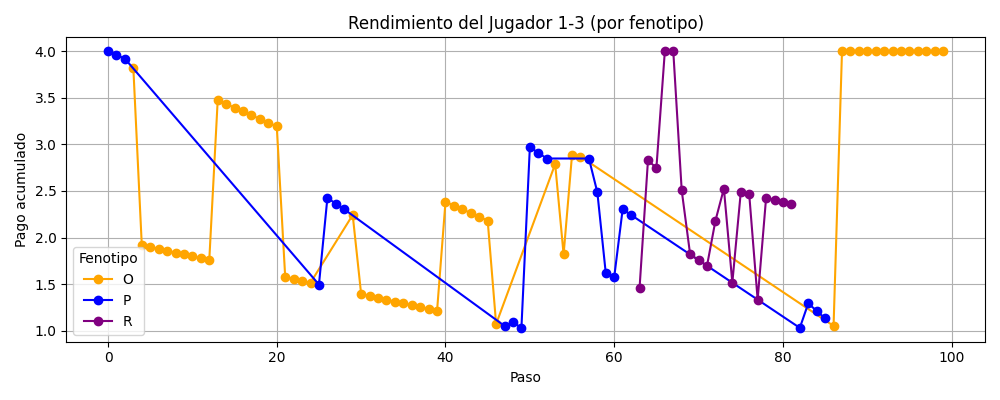 Rendimiento del Jugador 1-3 (por fenotipo)
Pago acumulado
4.0
3.5
3.0
2.5
2.0
1.5
1.0
Fenotipo
O
P
R
0
20
40
60
80
100
Paso